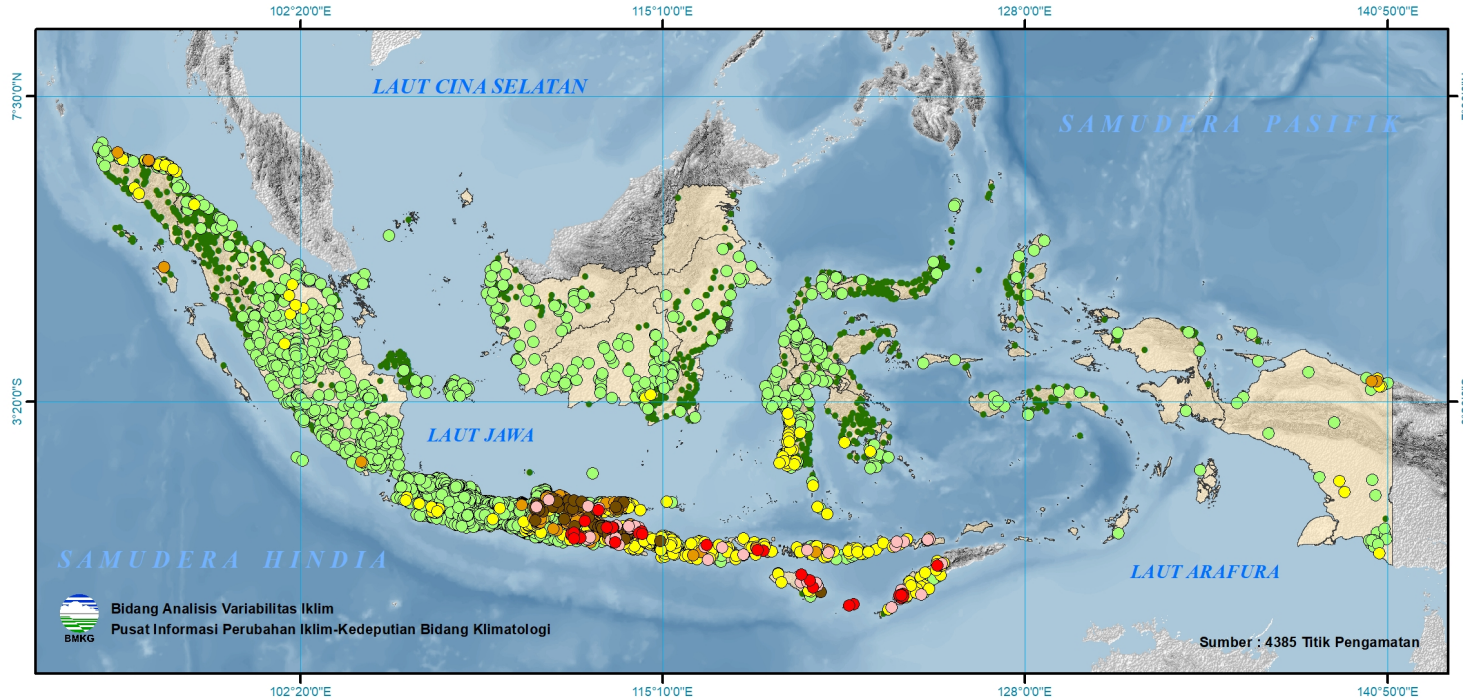 102°20'0"E 115°10'0"E 128°0'0"E 140°50'0"E
7°30'0"N
LAUT CINA SELATAN
SAMUDERA PASIFIK
3°20'0"S
LAUT JAWA
SAMUDERA HINDIA
LAUT ARAFURA
BMKG
Bidang Analisis Variabilitas Iklim
Pusat Informasi Perubahan Iklim-Kedeputian Bidang Klimatologi
Sumber : 4385 Titik Pengamatan
102°20'0"E 115°10'0"E 128°0'0"E 140°50'0"E